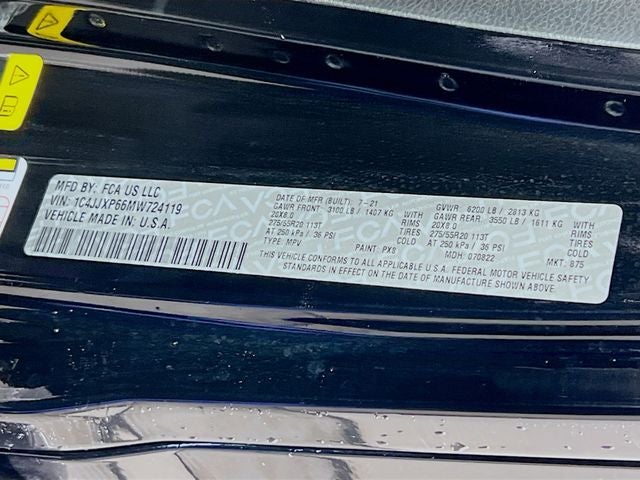 MFD BY: FCA US LLC
VIN: 1C4JJXP66MW724119
VEHICLE MADE IN U.S.A.
DATE OF MFR (BUILT): 7-21 GVWR: 6200 LB / 2813 KG
GAWR FRONT: 3100 LB / 1407 KG WITH GAWR REAR: 3550 LB / 1611 KG WITH
20X8.0 RIMS 20X8.0 RIMS
275/55R20 113T TIRES 275/55R20 113T TIRES
AT 250 kPa / 36 PSI COLD AT 250 kPa / 36 PSI COLD
TYPE: MPV PAINT: PX8 MDH: 070822 MKT: 875
THIS VEHICLE CONFORMS TO ALL APPLICABLE U.S.A. FEDERAL MOTOR VEHICLE SAFETY
STANDARDS IN EFFECT ON THE DATE OF MANUFACTURE SHOWN ABOVE.